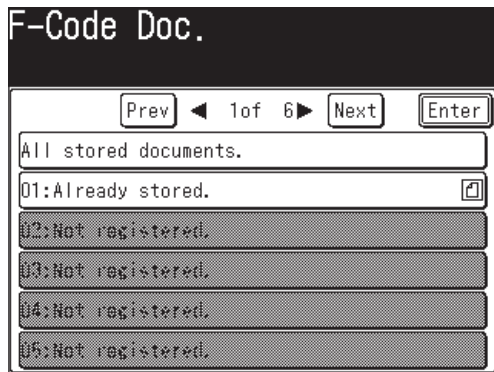 F-Code Doc.
Prev ◀ 1of 6▶ Next Enter
All stored documents.
01:Already stored.
02:Not registered.
03:Not registered.
04:Not registered.
05:Not registered.